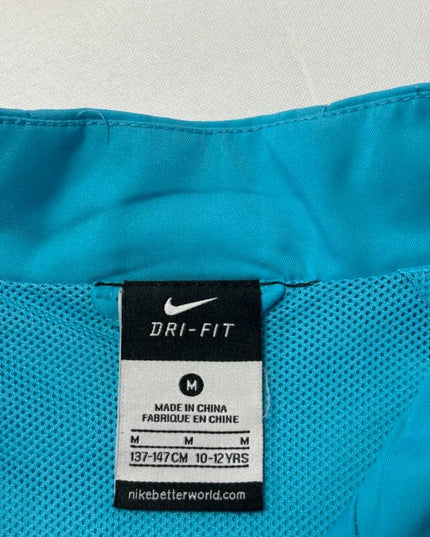 DRI-FIT
M
MADE IN CHINA
FABRIQUE EN CHINE
M M M
137-147CM 10-12YRS
nikebetterworld.com